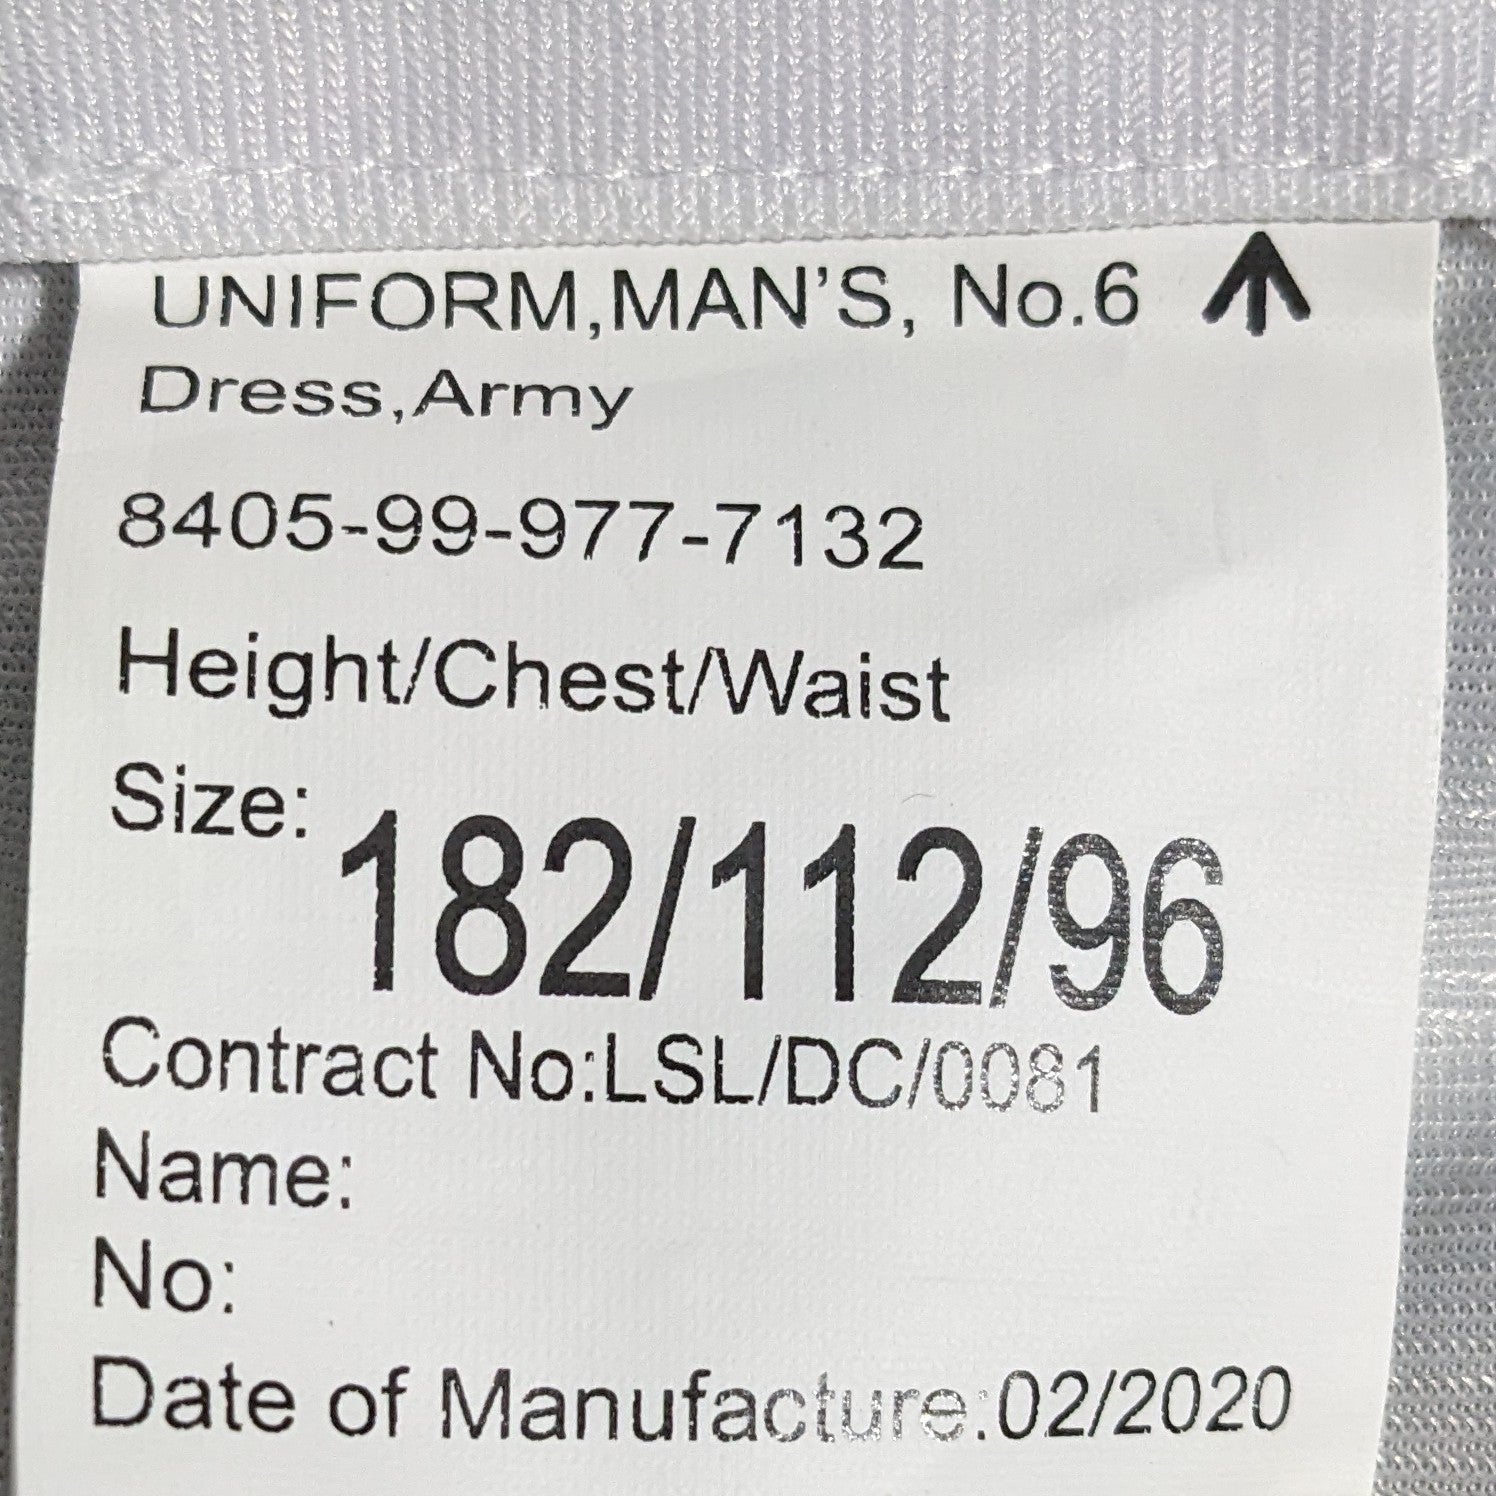 UNIFORM,MAN'S, No.6
Dress,Army
8405-99-977-7132
Height/Chest/Waist
Size: 182/112/96
Contract No:LSL/DC/0081
Name:
No:
Date of Manufacture:02/2020